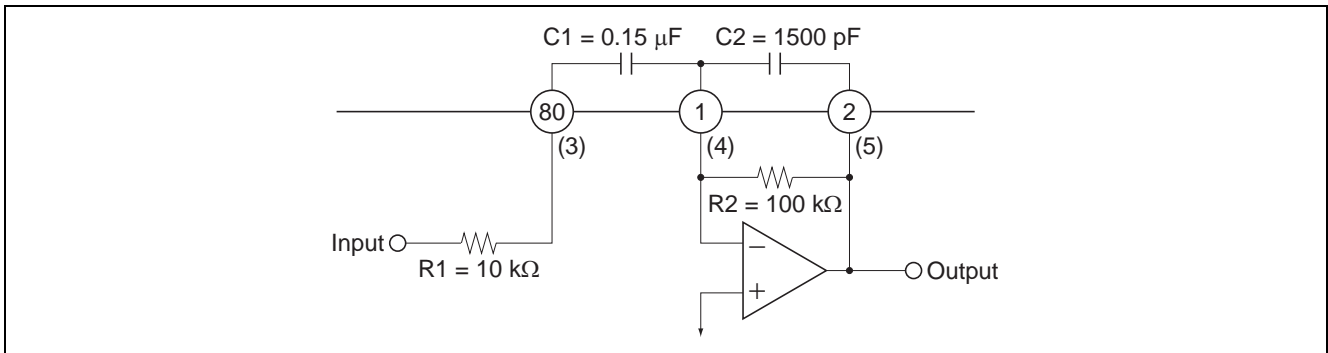 C1 = 0.15 μF C2 = 1500 pF
80 1 2
(3) (4) (5)
R2 = 100 kΩ
Input
R1 = 10 kΩ
−
+
Output